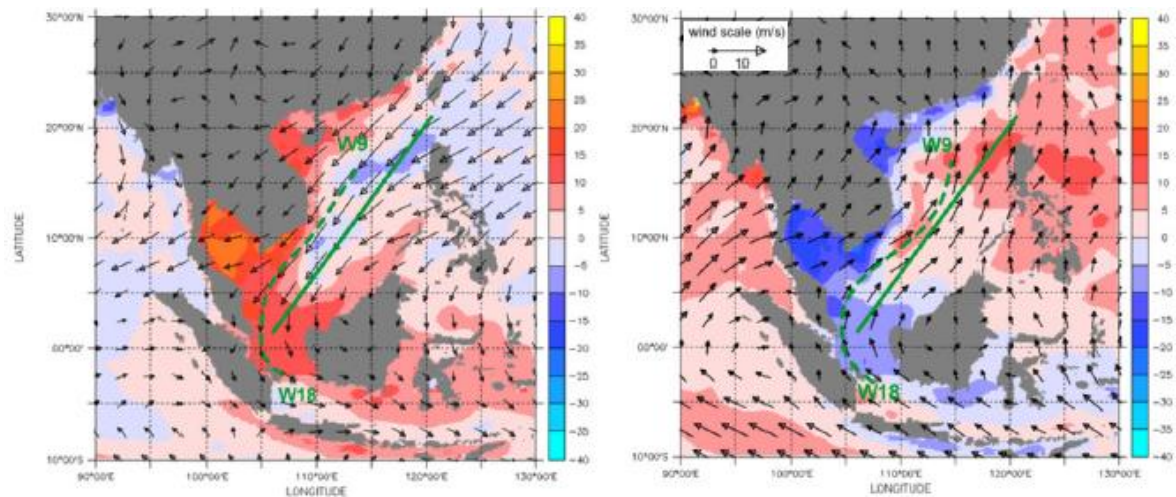 40
35
30
25
20
15
10
5
0
−5
−10
−15
−20
−25
−30
−35
−40
30°00'N
20°00'N
10°00'N
00°00'
10°00'S
LATITUDE
90°00'E
100°00'E
110°00'E
120°00'E
130°00'E
LONGITUDE
W9
W18
wind scale (m/s)
0 10
40
35
30
25
20
15
10
5
0
−5
−10
−15
−20
−25
−30
−35
−40
30°00'N
20°00'N
10°00'N
00°00'
10°00'S
LATITUDE
90°00'E
100°00'E
110°00'E
120°00'E
130°00'E
LONGITUDE
W9
W18